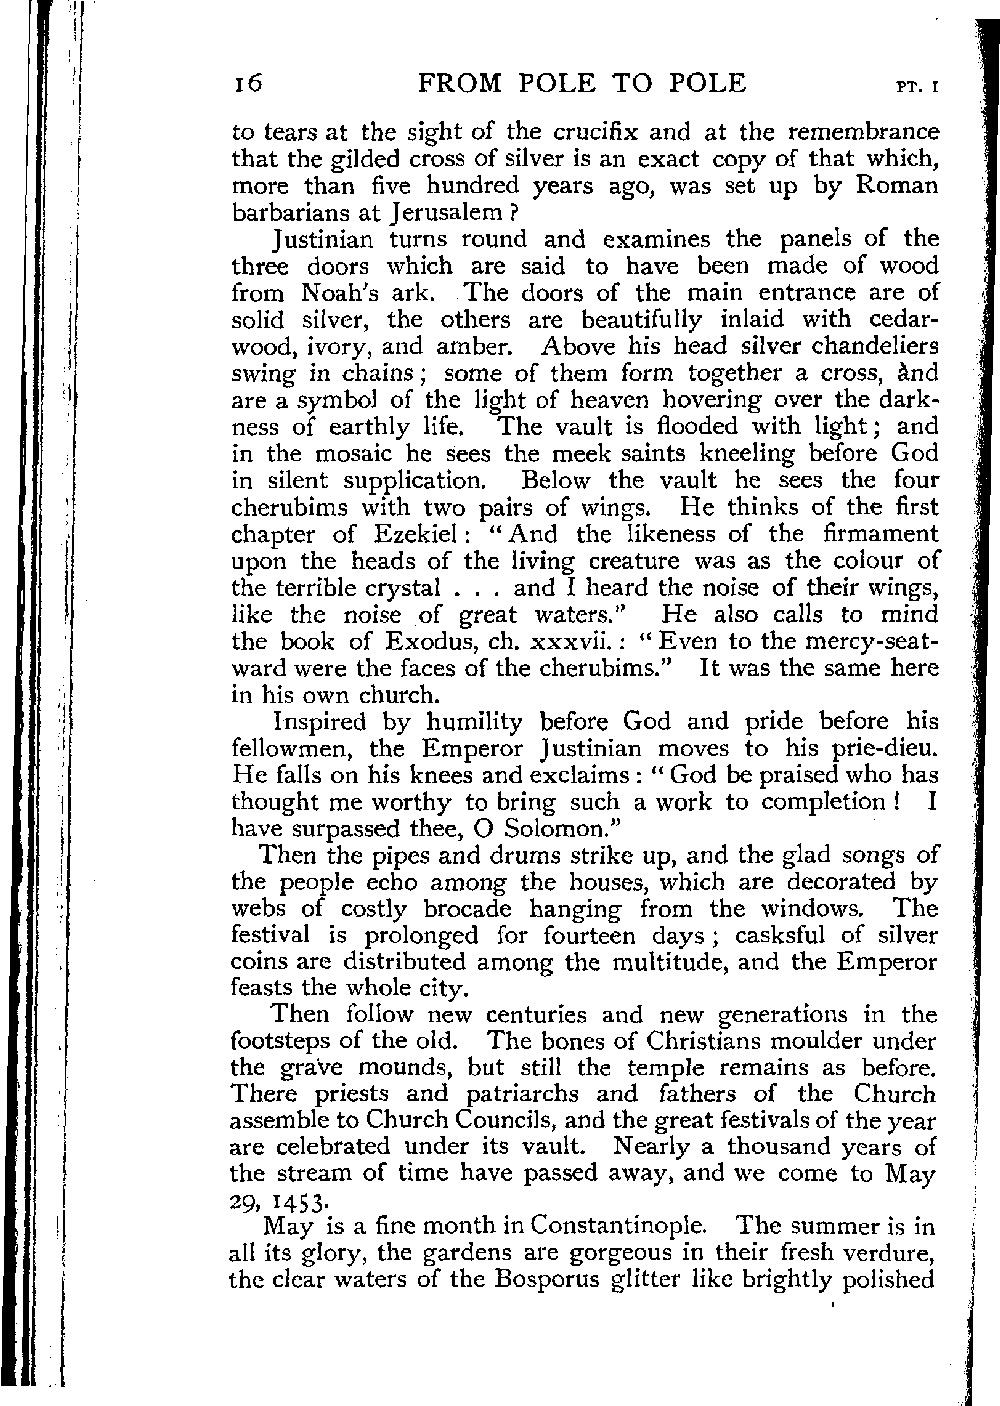 16 FROM POLE TO POLE PT. I
to tears at the sight of the crucifix and at the remembrance
that the gilded cross of silver is an exact copy of that which,
more than five hundred years ago, was set up by Roman
barbarians at Jerusalem?
Justinian turns round and examines the panels of the
three doors which are said to have been made of wood
from Noah's ark. The doors of the main entrance are of
solid silver, the others are beautifully inlaid with cedar-
wood, ivory, and amber. Above his head silver chandeliers
swing in chains; some of them form together a cross, and
are a symbol of the light of heaven hovering over the dark-
ness of earthly life. The vault is flooded with light; and
in the mosaic he sees the meek saints kneeling before God
in silent supplication. Below the vault he sees the four
cherubims with two pairs of wings. He thinks of the first
chapter of Ezekiel: "And the likeness of the firmament
upon the heads of the living creature was as the colour of
the terrible crystal . . . and I heard the noise of their wings,
like the noise of great waters." He also calls to mind
the book of Exodus, ch. xxxvii.: "Even to the mercy-seat-
ward were the faces of the cherubims." It was the same here
in his own church.
Inspired by humility before God and pride before his
fellowmen, the Emperor Justinian moves to his prie-dieu.
He falls on his knees and exclaims: "God be praised who has
thought me worthy to bring such a work to completion! I
have surpassed thee, O Solomon."
Then the pipes and drums strike up, and the glad songs of
the people echo among the houses, which are decorated by
webs of costly brocade hanging from the windows. The
festival is prolonged for fourteen days; casksful of silver
coins are distributed among the multitude, and the Emperor
feasts the whole city.
Then follow new centuries and new generations in the
footsteps of the old. The bones of Christians moulder under
the grave mounds, but still the temple remains as before.
There priests and patriarchs and fathers of the Church
assemble to Church Councils, and the great festivals of the year
are celebrated under its vault. Nearly a thousand years of
the stream of time have passed away, and we come to May
29, 1453.
May is a fine month in Constantinople. The summer is in
all its glory, the gardens are gorgeous in their fresh verdure,
the clear waters of the Bosporus glitter like brightly polished